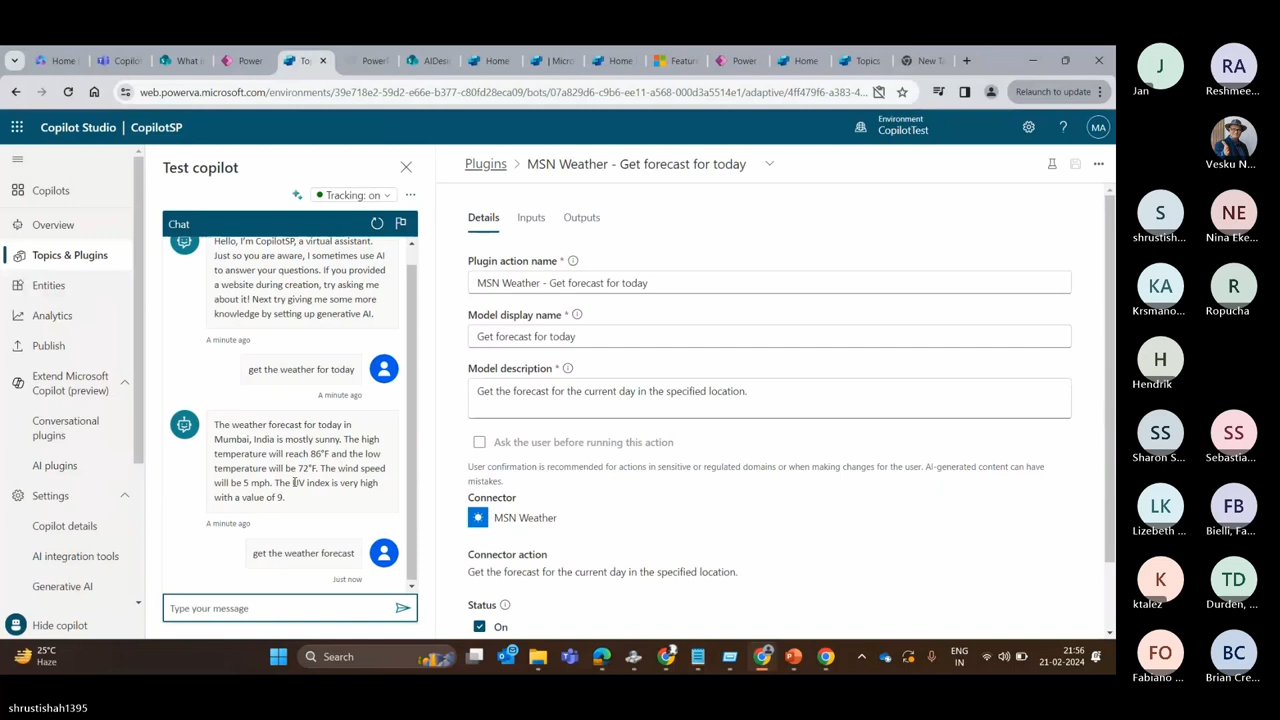 Home
Copilo
What i
Power
To
Power
AIDesi
Home
| Micro
Home
Featur
Power
Home
Topics
New T
web.powerva.microsoft.com/environments/39e718e2-59d2-e66e-b377-c80fd28eca09/bots/07a829d6-c9b6-ee11-a568-000d3a5514e1/adaptive/4ff479f6-a383-4...
Relaunch to update
Copilot Studio | CopilotSP
Environment
CopilotTest
?
MA
Copilots
Overview
Topics & Plugins
Entities
Analytics
Publish
Extend Microsoft
Copilot (preview)
Conversational
plugins
AI plugins
Settings
Copilot details
AI integration tools
Generative AI
Hide copilot
Test copilot
Tracking: on
Chat
Hello, I'm CopilotSP, a virtual assistant.
Just so you are aware, I sometimes use AI
to answer your questions. If you provided
a website during creation, try asking me
about it! Next try giving me some more
knowledge by setting up generative AI.
A minute ago
get the weather for today
A minute ago
The weather forecast for today in
Mumbai, India is mostly sunny. The high
temperature will reach 86°F and the low
temperature will be 72°F. The wind speed
will be 5 mph. The UV index is very high
with a value of 9.
A minute ago
get the weather forecast
Just now
Type your message
Plugins > MSN Weather - Get forecast for today
Details
Inputs
Outputs
Plugin action name *
MSN Weather - Get forecast for today
Model display name *
Get forecast for today
Model description *
Get the forecast for the current day in the specified location.
Ask the user before running this action
User confirmation is recommended for actions in sensitive or regulated domains or when making changes for the user. AI-generated content can have
mistakes.
Connector
MSN Weather
Connector action
Get the forecast for the current day in the specified location.
Status
On
25°C
Haze
Search
ENG
IN
21:56
21-02-2024
J
Jan
RA
Reshmee...
Vesku N...
S
shrustish...
NE
Nina Eke...
KA
Krsmano...
R
Ropucha
H
Hendrik
SS
Sharon S...
SS
Sebastia...
LK
Lizebeth ...
FB
Bielli, Fa...
K
ktalez
TD
Durden, ...
FO
Fabiano ...
BC
Brian Cre...
shrustishah1395